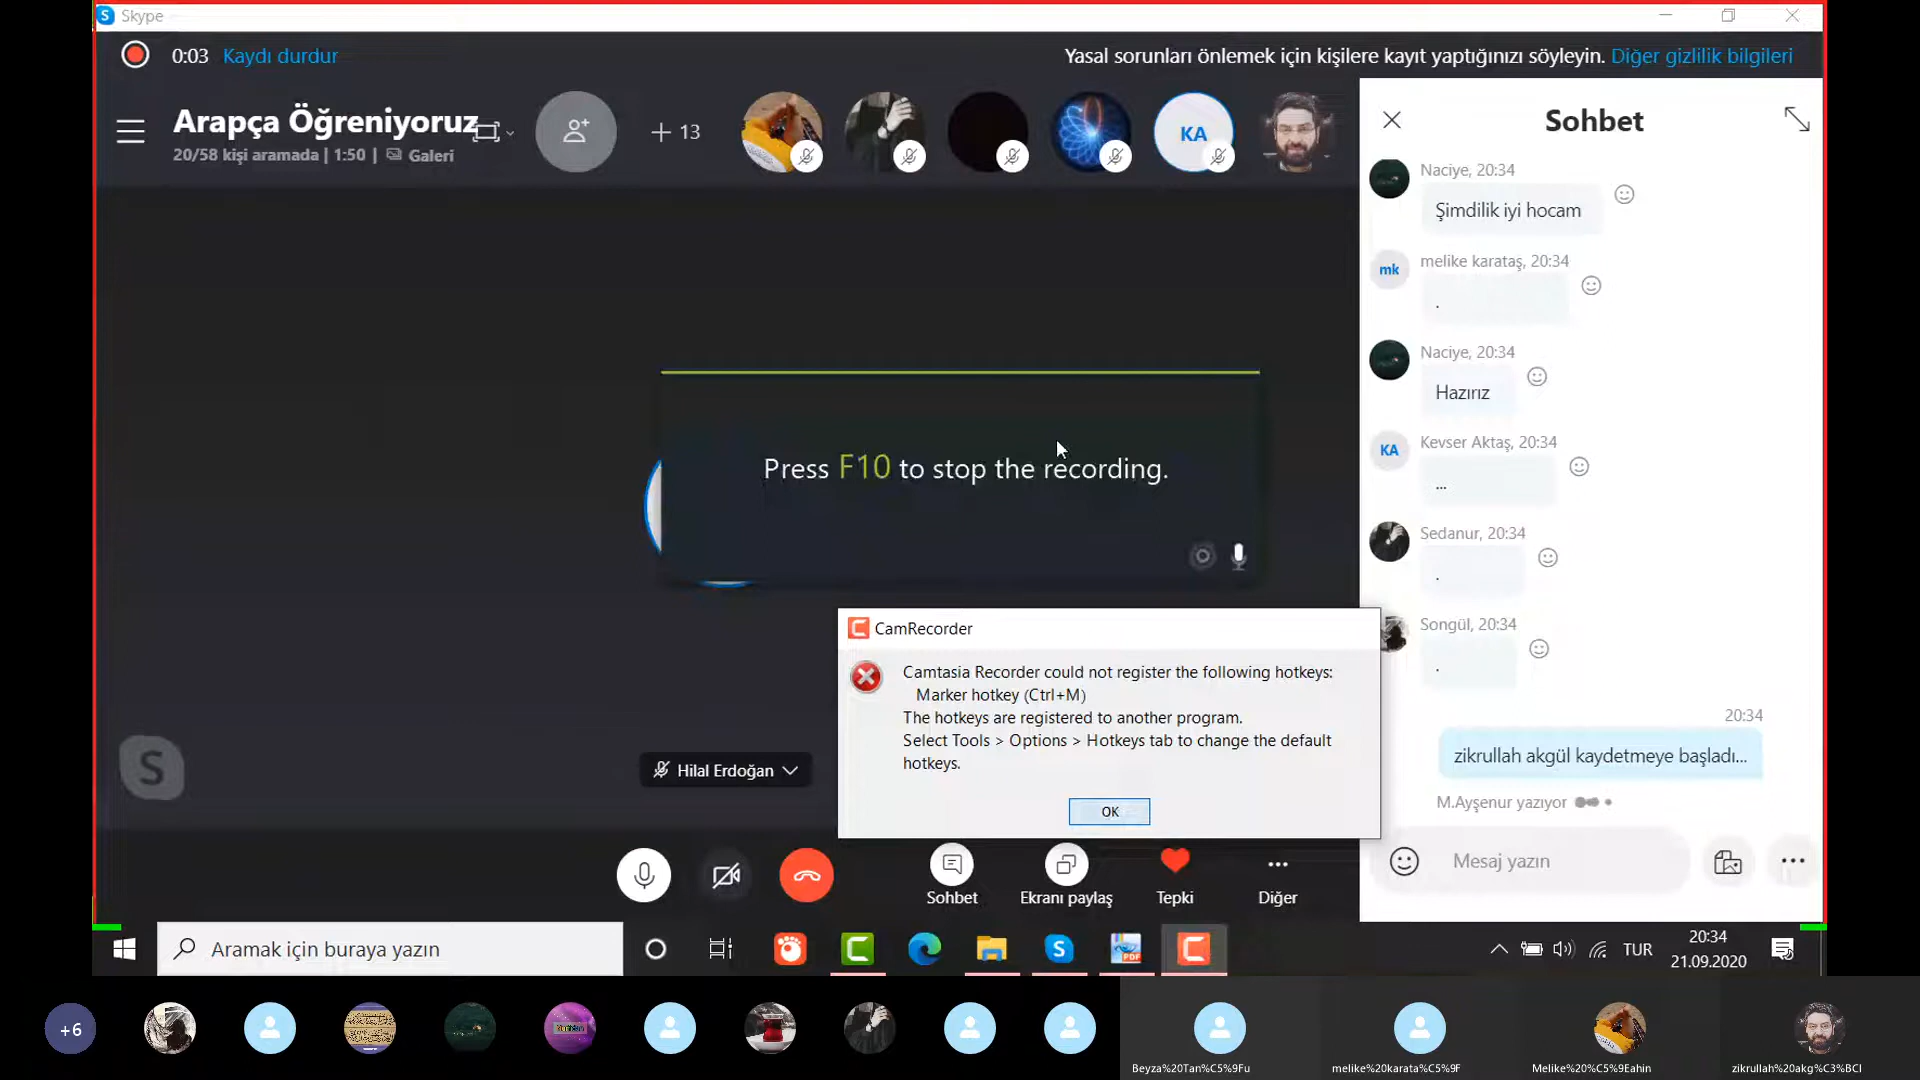 Skype
0:03 Kaydı durdur
Yasal sorunları önlemek için kişilere kayıt yaptığınızı söyleyin. Diğer gizlilik bilgileri
Arapça Öğreniyoruz
20/58 kişi aramada | 1:50 | Galeri
+ 13
KA
Press F10 to stop the recording.
Hilal Erdoğan
CamRecorder
Camtasia Recorder could not register the following hotkeys:
Marker hotkey (Ctrl+M)
The hotkeys are registered to another program.
Select Tools > Options > Hotkeys tab to change the default
hotkeys.
OK
Sohbet
Ekranı paylaş
Tepki
Diğer
Sohbet
Naciye, 20:34
Şimdilik iyi hocam
mk
melike karataş, 20:34
.
Naciye, 20:34
Hazırız
KA
Kevser Aktaş, 20:34
...
Sedanur, 20:34
.
Songül, 20:34
.
20:34
zikrullah akgül kaydetmeye başladı...
M.Ayşenur yazıyor
Mesaj yazın
Aramak için buraya yazın
PDF
TUR
20:34
21.09.2020
+6
Beyza%20Tan%C5%9Fu
melike%20karata%C5%9F
Melike%20%C5%9Eahin
zikrullah%20akg%C3%BCl